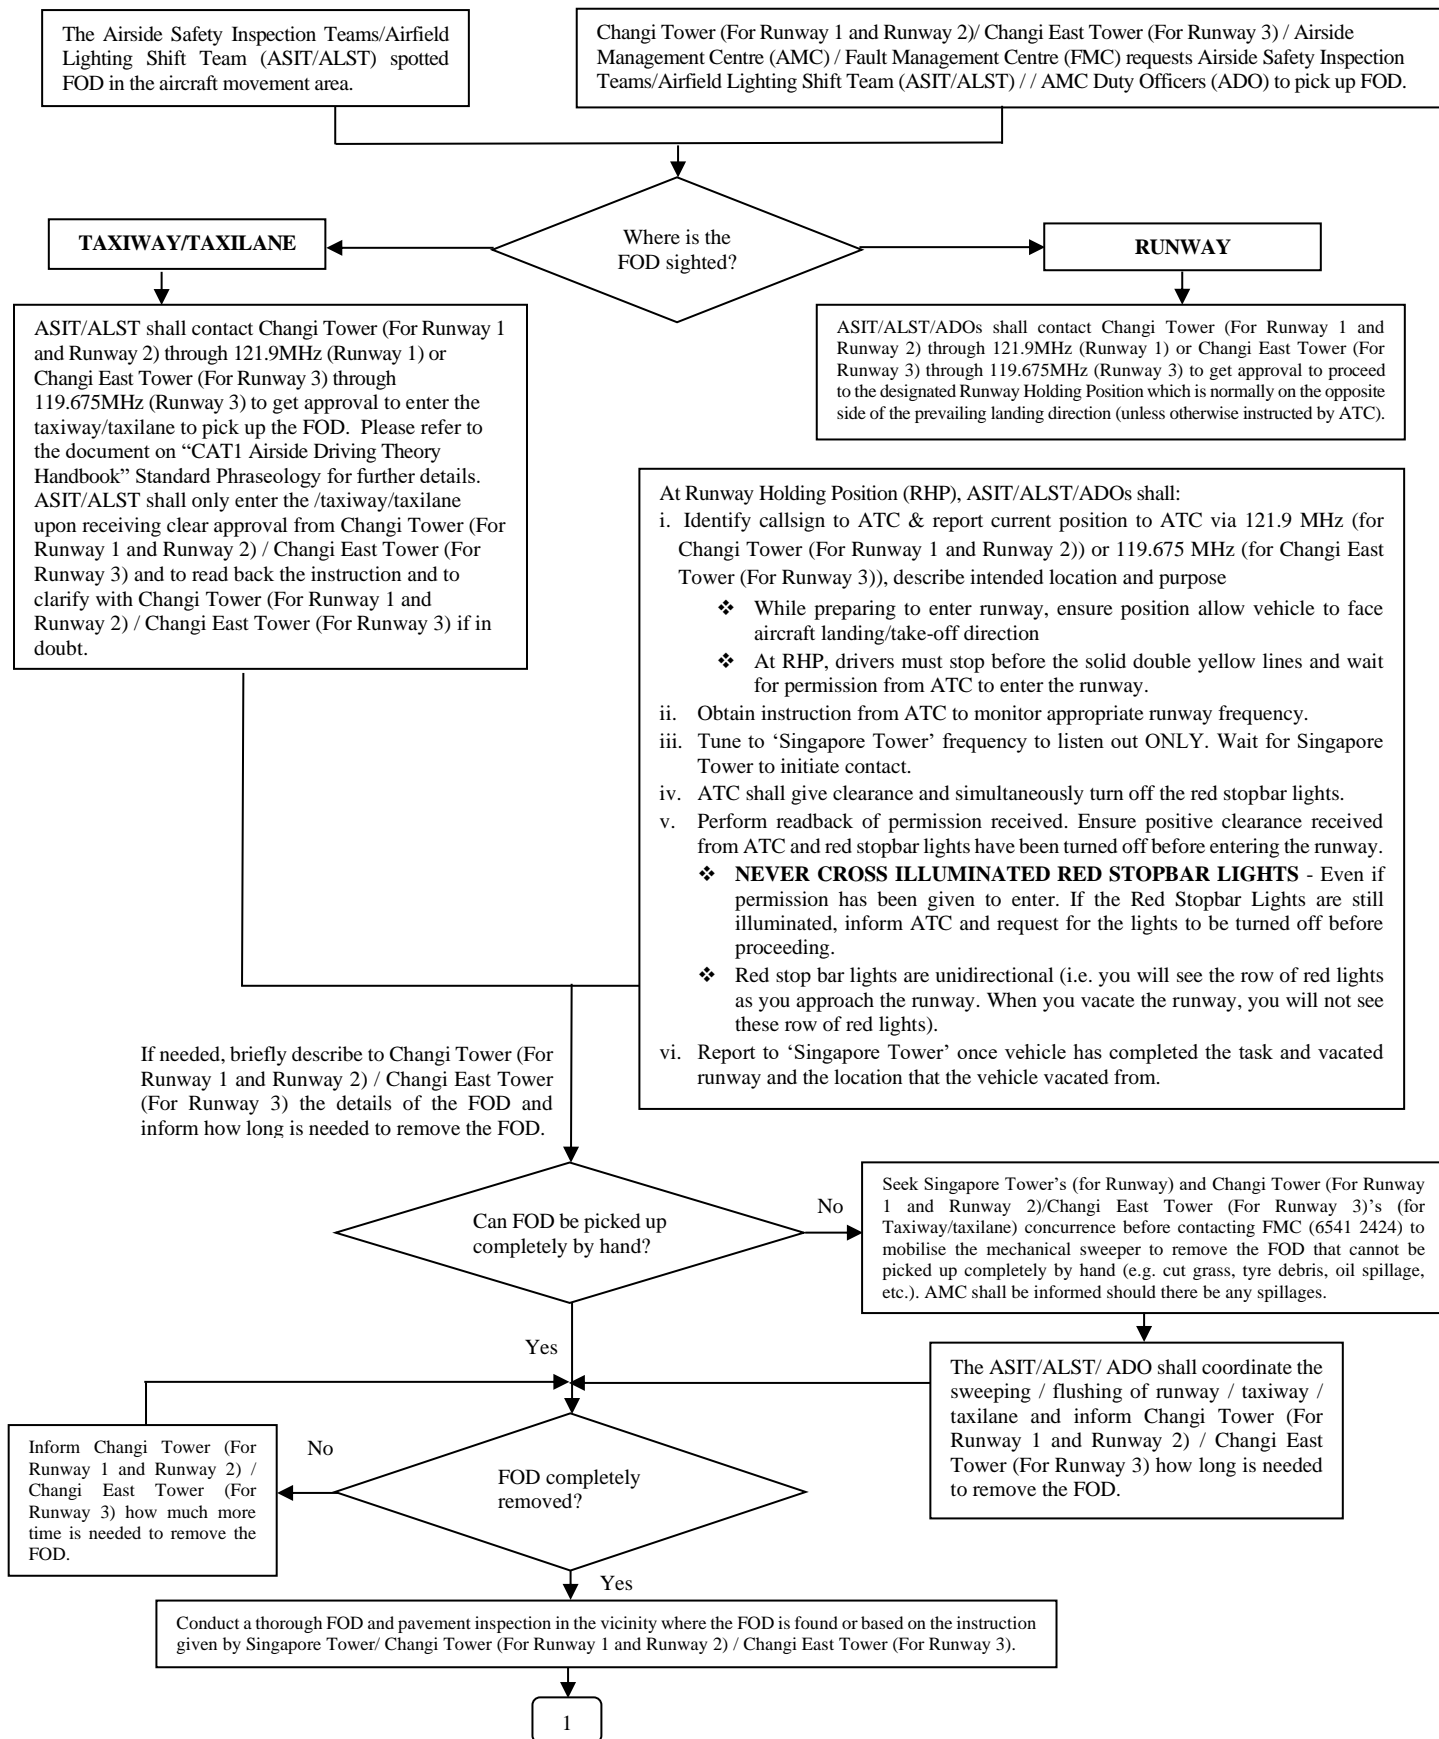 The Airside Safety Inspection Teams/Airfield
Lighting Shift Team (ASIT/ALST) spotted
FOD in the aircraft movement area.
Changi Tower (For Runway 1 and Runway 2)/ Changi East Tower (For Runway 3) / Airside
Management Centre (AMC) / Fault Management Centre (FMC) requests Airside Safety Inspection
Teams/Airfield Lighting Shift Team (ASIT/ALST) / / AMC Duty Officers (ADO) to pick up FOD.
Where is the
FOD sighted?
TAXIWAY/TAXILANE
RUNWAY
ASIT/ALST shall contact Changi Tower (For Runway 1
and Runway 2) through 121.9MHz (Runway 1) or
Changi East Tower (For Runway 3) through
119.675MHz (Runway 3) to get approval to enter the
taxiway/taxilane to pick up the FOD. Please refer to
the document on “CAT1 Airside Driving Theory
Handbook” Standard Phraseology for further details.
ASIT/ALST shall only enter the /taxiway/taxilane
upon receiving clear approval from Changi Tower (For
Runway 1 and Runway 2) / Changi East Tower (For
Runway 3) and to read back the instruction and to
clarify with Changi Tower (For Runway 1 and
Runway 2) / Changi East Tower (For Runway 3) if in
doubt.
ASIT/ALST/ADOs shall contact Changi Tower (For Runway 1 and
Runway 2) through 121.9MHz (Runway 1) or Changi East Tower (For
Runway 3) through 119.675MHz (Runway 3) to get approval to proceed
to the designated Runway Holding Position which is normally on the opposite
side of the prevailing landing direction (unless otherwise instructed by ATC).
At Runway Holding Position (RHP), ASIT/ALST/ADOs shall:
i. Identify callsign to ATC & report current position to ATC via 121.9 MHz (for
Changi Tower (For Runway 1 and Runway 2)) or 119.675 MHz (for Changi East
Tower (For Runway 3)), describe intended location and purpose
❖ While preparing to enter runway, ensure position allow vehicle to face
aircraft landing/take-off direction
❖ At RHP, drivers must stop before the solid double yellow lines and wait
for permission from ATC to enter the runway.
ii. Obtain instruction from ATC to monitor appropriate runway frequency.
iii. Tune to ‘Singapore Tower’ frequency to listen out ONLY. Wait for Singapore
Tower to initiate contact.
iv. ATC shall give clearance and simultaneously turn off the red stopbar lights.
v. Perform readback of permission received. Ensure positive clearance received
from ATC and red stopbar lights have been turned off before entering the runway.
❖ NEVER CROSS ILLUMINATED RED STOPBAR LIGHTS - Even if
permission has been given to enter. If the Red Stopbar Lights are still
illuminated, inform ATC and request for the lights to be turned off before
proceeding.
❖ Red stop bar lights are unidirectional (i.e. you will see the row of red lights
as you approach the runway. When you vacate the runway, you will not see
these row of red lights).
vi. Report to ‘Singapore Tower’ once vehicle has completed the task and vacated
runway and the location that the vehicle vacated from.
If needed, briefly describe to Changi Tower (For
Runway 1 and Runway 2) / Changi East Tower
(For Runway 3) the details of the FOD and
inform how long is needed to remove the FOD.
Can FOD be picked up
completely by hand?
No
Seek Singapore Tower’s (for Runway) and Changi Tower (For Runway
1 and Runway 2)/Changi East Tower (For Runway 3)’s (for
Taxiway/taxilane) concurrence before contacting FMC (6541 2424) to
mobilise the mechanical sweeper to remove the FOD that cannot be
picked up completely by hand (e.g. cut grass, tyre debris, oil spillage,
etc.). AMC shall be informed should there be any spillages.
Yes
The ASIT/ALST/ ADO shall coordinate the
sweeping / flushing of runway / taxiway /
taxilane and inform Changi Tower (For
Runway 1 and Runway 2) / Changi East
Tower (For Runway 3) how long is needed
to remove the FOD.
Inform Changi Tower (For
Runway 1 and Runway 2) /
Changi East Tower (For
Runway 3) how much more
time is needed to remove the
FOD.
No
FOD completely
removed?
Yes
Conduct a thorough FOD and pavement inspection in the vicinity where the FOD is found or based on the instruction
given by Singapore Tower/ Changi Tower (For Runway 1 and Runway 2) / Changi East Tower (For Runway 3).
1